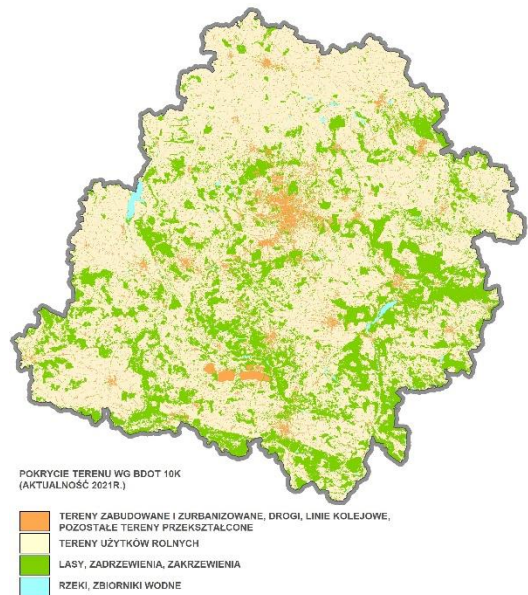 POKRYCIE TERENU WG BDOT 10K
(AKTUALNOŚĆ 2021R.)
TERENY ZABUDOWANE I ZURBANIZOWANE, DROGI, LINIE KOLEJOWE,
POZOSTAŁE TERENY PRZEKSZTAŁCONE
TERENY UŻYTKÓW ROLNYCH
LASY, ZADRZEWIENIA, ZAKRZEWIENIA
RZEKI, ZBIORNIKI WODNE